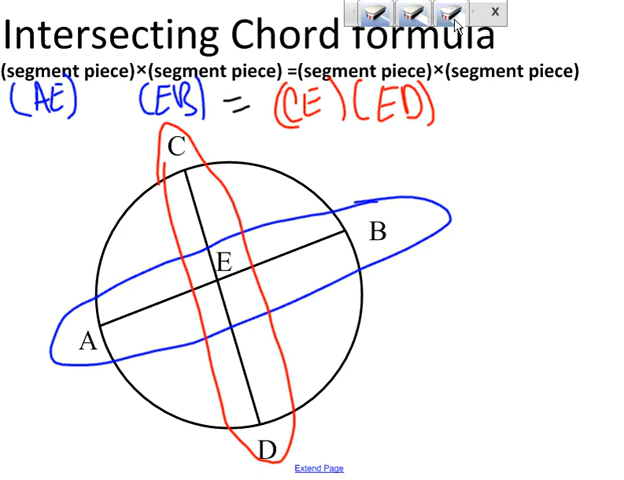 Intersecting Chord formula
(segment piece)×(segment piece) =(segment piece)×(segment piece)
(AE) (EB) = (CE)(ED)
C
B
E
A
D
Extend Page
X